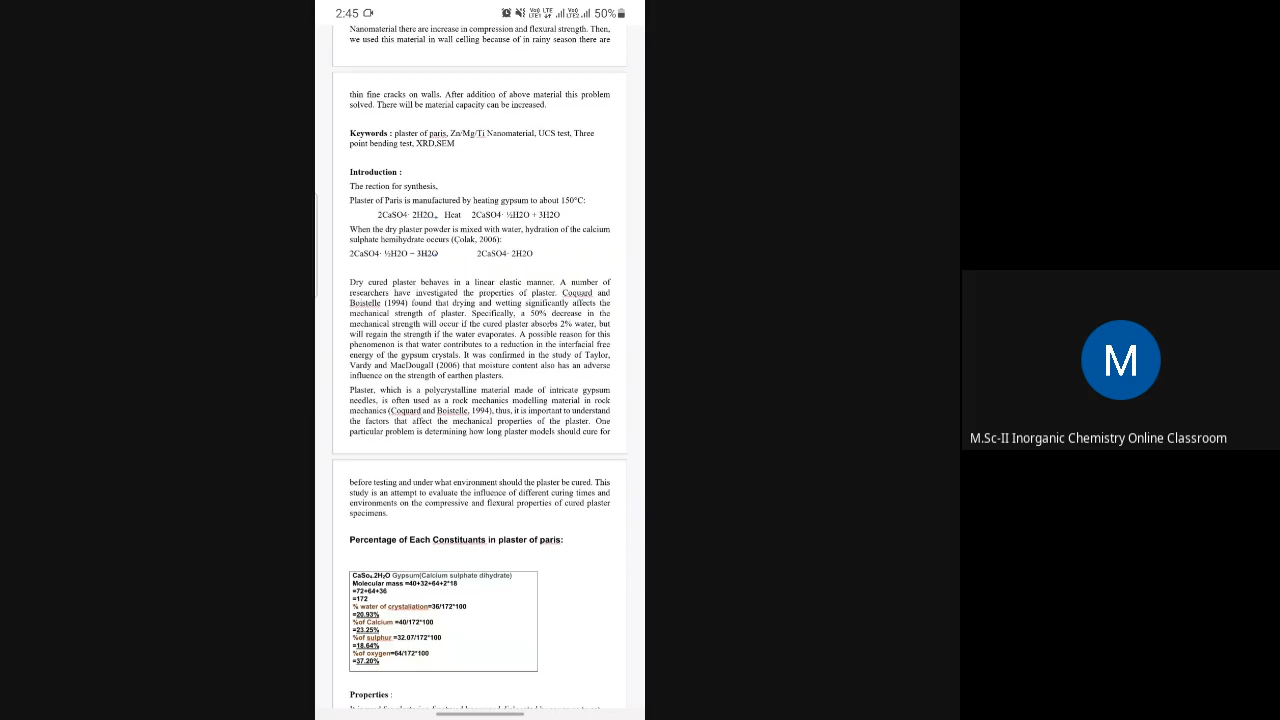 2:45
50%
Nanomaterial there are increase in compression and flexural strength. Then,
we used this material in wall celling because of in rainy season there are
thin fine cracks on walls. After addition of above material this problem
solved. There will be material capacity can be increased.
Keywords : plaster of paris, Zn/Mg/Ti Nanomaterial, UCS test, Three
point bending test, XRD,SEM
Introduction :
The rection for synthesis,
Plaster of Paris is manufactured by heating gypsum to about 150°C:
2CaSO4· 2H2O, Heat 2CaSO4· ½H2O + 3H2O
When the dry plaster powder is mixed with water, hydration of the calcium
sulphate hemihydrate occurs (Çolak, 2006):
2CaSO4· ½H2O – 3H2O 2CaSO4· 2H2O
Dry cured plaster behaves in a linear elastic manner. A number of
researchers have investigated the properties of plaster. Coquard and
Boistelle (1994) found that drying and wetting significantly affects the
mechanical strength of plaster. Specifically, a 50% decrease in the
mechanical strength will occur if the cured plaster absorbs 2% water, but
will regain the strength if the water evaporates. A possible reason for this
phenomenon is that water contributes to a reduction in the interfacial free
energy of the gypsum crystals. It was confirmed in the study of Taylor,
Vardy and MacDougall (2006) that moisture content also has an adverse
influence on the strength of earthen plasters.
Plaster, which is a polycrystalline material made of intricate gypsum
needles, is often used as a rock mechanics modelling material in rock
mechanics (Coquard and Boistelle, 1994), thus, it is important to understand
the factors that affect the mechanical properties of the plaster. One
particular problem is determining how long plaster models should cure for
before testing and under what environment should the plaster be cured. This
study is an attempt to evaluate the influence of different curing times and
environments on the compressive and flexural properties of cured plaster
specimens.
Percentage of Each Constituants in plaster of paris:
CaSo₄.2H₂O Gypsum(Calcium sulphate dihydrate)
Molecular mass =40+32+64+2*18
=72+64+36
=172
% water of crystaliation=36/172*100
=20.93%
%of Calcium =40/172*100
=23.25%
%of sulphur =32.07/172*100
=18.64%
%of oxygen=64/172*100
=37.20%
Properties :
M
M.Sc-II Inorganic Chemistry Online Classroom